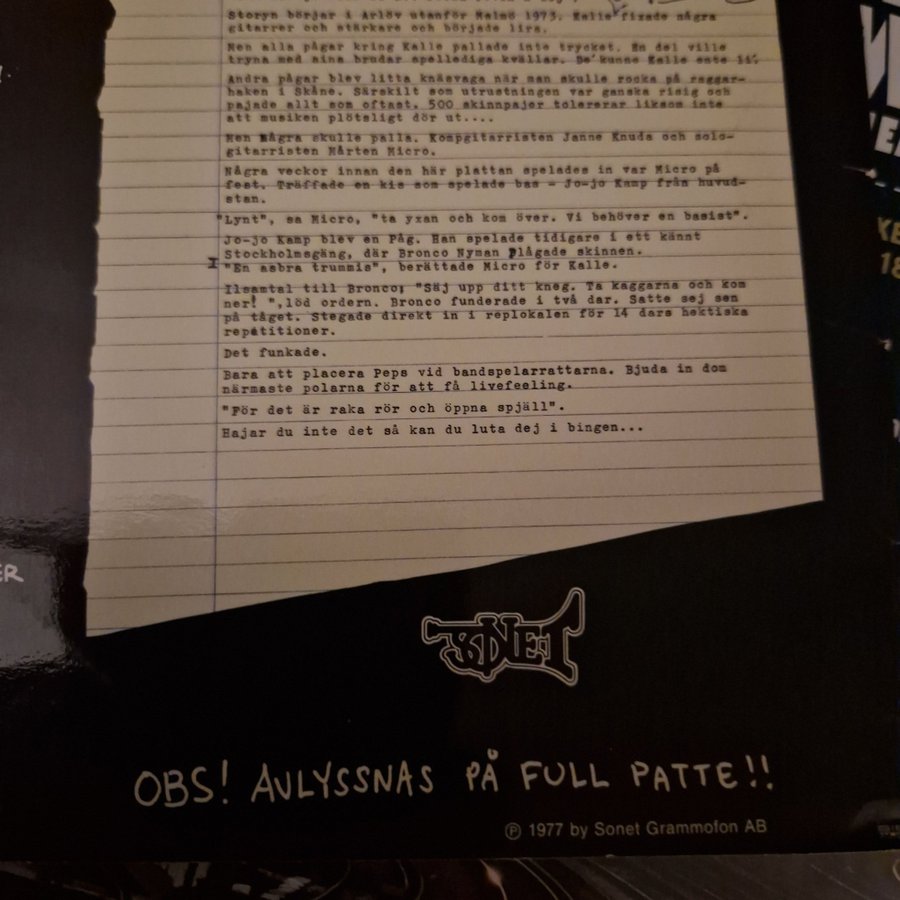 Storyn börjar i Arlöv utanför Malmö 1973. Kalle fixade några
gitarrer och stärkare och började lira.
Men alla pågar kring Kalle pallade inte trycket. En del ville
tryna med sina brudar spellediga kvällar. De'kunne Kalle ente li'.
Andra pågar blev litta knäsvaga när man skulle rocka på raggar-
haken i Skåne. Särskilt som utrustningen var ganska risig och
pajade allt som oftast. 500 skinnpajer tolererar liksom inte
att musiken plötsligt dör ut....
Men några skulle palla. Kompgitarristen Janne Knuda och solo-
gitarristen Mårten Micro.
Några veckor innan den här plattan spelades in var Micro på
fest. Träffade en kis som spelade bas - Jo-jo Kamp från huvud-
stan.
"Lynt", sa Micro, "ta yxan och kom över. Vi behöver en basist".
Jo-jo Kamp blev en Påg. Han spelade tidigare i ett känt
Stockholmsgäng, där Bronco Nyman plågade skinnen.
"En asbra trummis", berättade Micro för Kalle.
Ilsamtal till Bronco: "Säj upp ditt kneg. Ta kaggarna och kom
ner! ",löd ordern. Bronco funderade i två dar. Satte sej sen
på tåget. Stegade direkt in i replokalen för 14 dars hektiska
repetitioner.
Det funkade.
Bara att placera Peps vid bandspelarrattarna. Bjuda in dom
närmaste polarna för att få livefeeling.
"För det är raka rör och öppna spjäll".
Hajar du inte det så kan du luta dej i bingen...
ER
SONET
OBS! AVLYSSNAS PÅ FULL PATTE!!
℗ 1977 by Sonet Grammofon AB